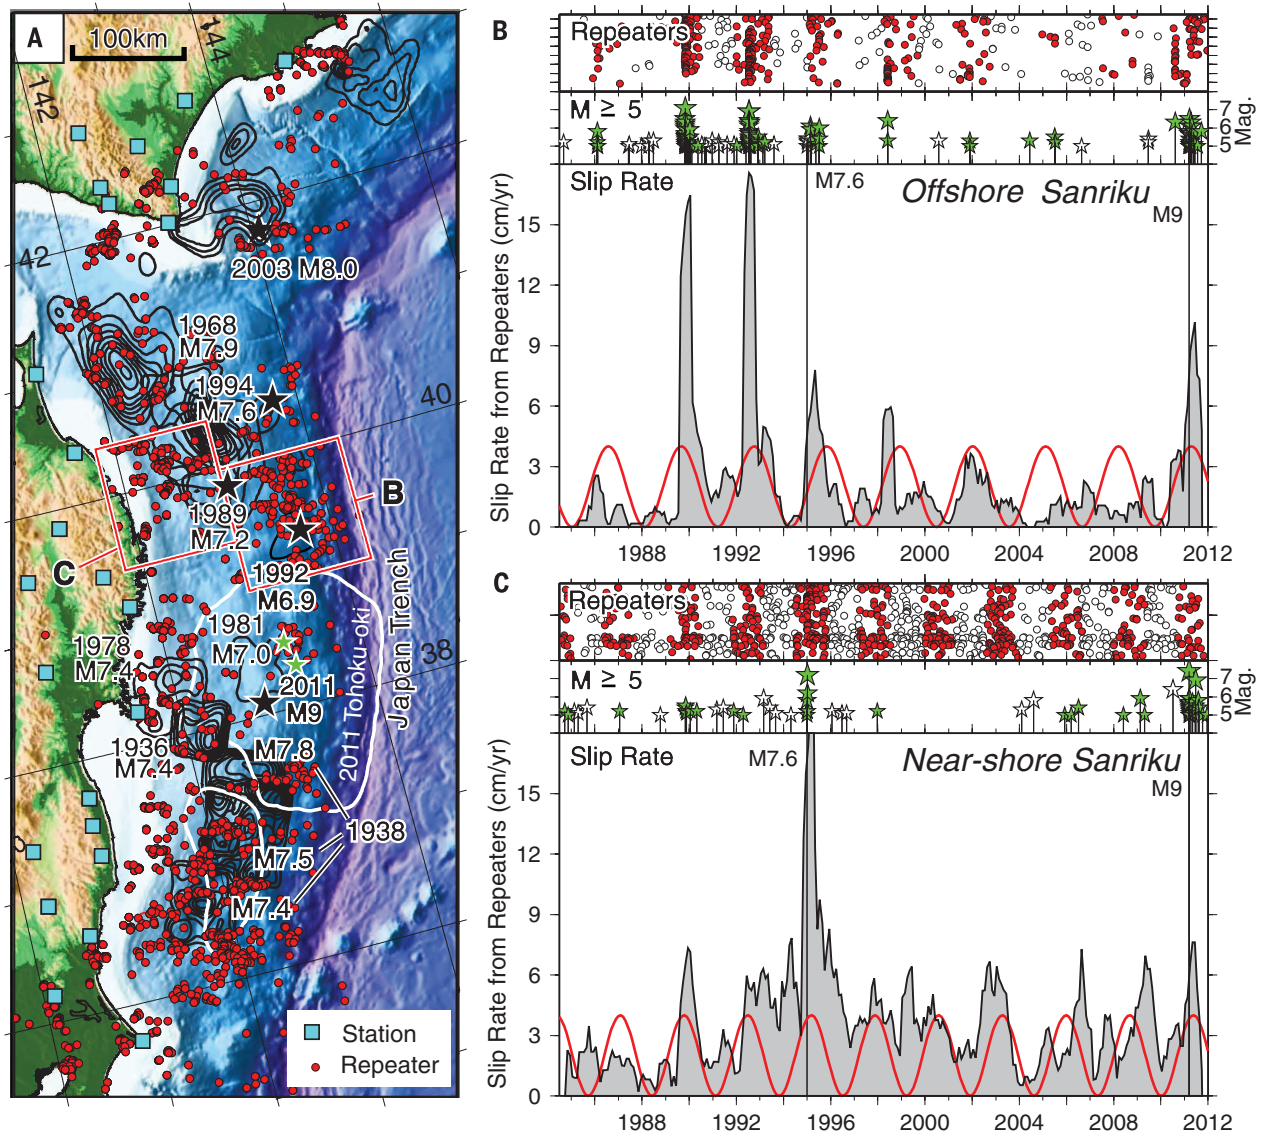 A
100km
144
142
42
2003 M8.0
1968
M7.9
1994
M7.6
40
B
1989
M7.2
C
1992
M6.9
1981
M7.0
1978
M7.4
38
2011
M9
2011 Tohoku-oki
Japan Trench
1936
M7.4
M7.8
1938
M7.5
M7.4
Station
Repeater
B
Repeaters
M ≥ 5
7
6
5
Mag.
Slip Rate
M7.6
Offshore Sanriku
M9
Slip Rate from Repeaters (cm/yr)
15
12
9
6
3
0
1988 1992 1996 2000 2004 2008 2012
C
Repeaters
M ≥ 5
7
6
5
Mag.
Slip Rate
M7.6
Near-shore Sanriku
M9
Slip Rate from Repeaters (cm/yr)
15
12
9
6
3
0
1988 1992 1996 2000 2004 2008 2012